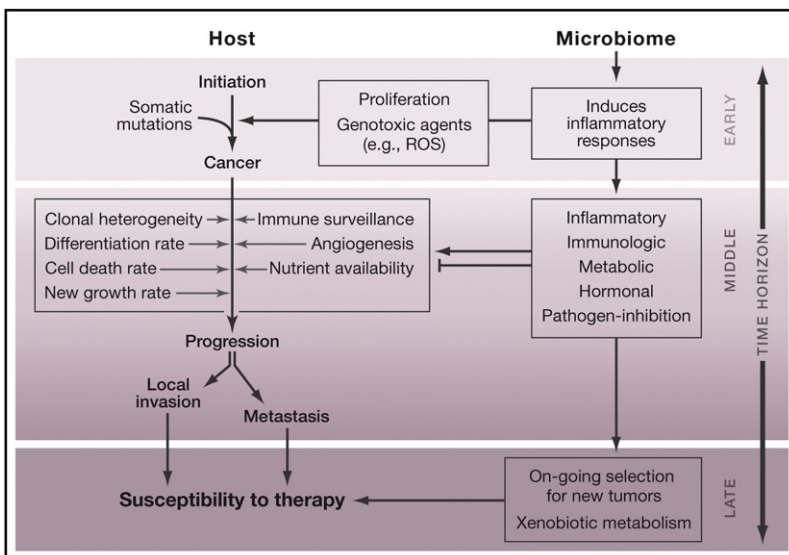 Host
Microbiome
Initiation
Somatic
mutations
Cancer
Proliferation
Genotoxic agents
(e.g., ROS)
Induces
inflammatory
responses
EARLY
Clonal heterogeneity
Immune surveillance
Differentiation rate
Angiogenesis
Cell death rate
Nutrient availability
New growth rate
Inflammatory
Immunologic
Metabolic
Hormonal
Pathogen-inhibition
MIDDLE
TIME HORIZON
Progression
Local
invasion
Metastasis
Susceptibility to therapy
On-going selection
for new tumors
Xenobiotic metabolism
LATE